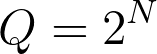 Q = 2^N